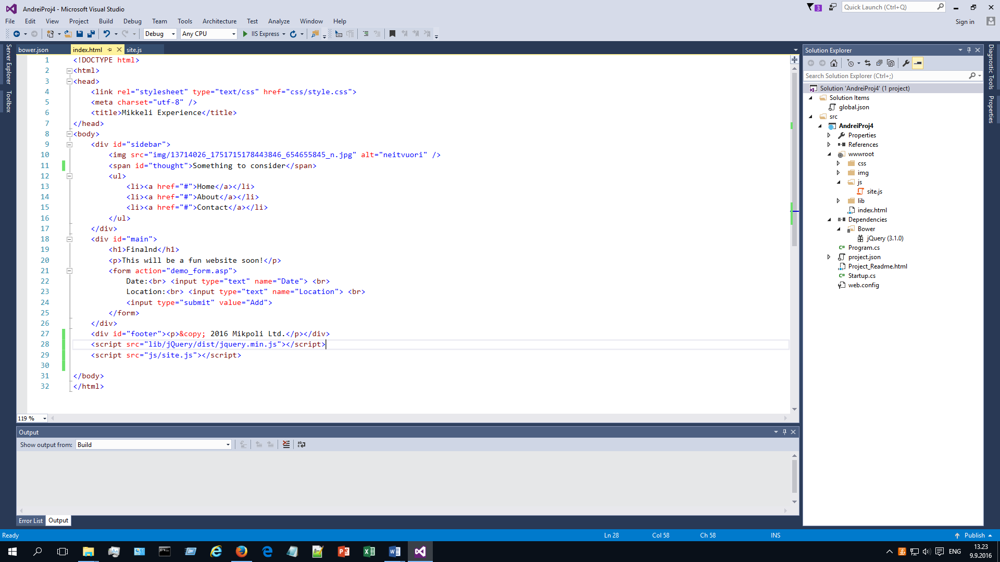 AndreiProj4 - Microsoft Visual Studio
3
Quick Launch (Ctrl+Q)
File Edit View Project Build Debug Team Tools Architecture Test Analyze Window Help
Sign in
Debug Any CPU IIS Express
Server Explorer
Toolbox
bower.json index.html site.js
1 <!DOCTYPE html>
2 <html>
3 <head>
4 <link rel="stylesheet" type="text/css" href="css/style.css">
5 <meta charset="utf-8" />
6 <title>Mikkeli Experience</title>
7 </head>
8 <body>
9 <div id="sidebar">
10 <img src="img/13714026_1751715178443846_654655845_n.jpg" alt="neitvuori" />
11 <span id="thought">Something to consider</span>
12 <ul>
13 <li><a href="#">Home</a></li>
14 <li><a href="#">About</a></li>
15 <li><a href="#">Contact</a></li>
16 </ul>
17 </div>
18 <div id="main">
19 <h1>Finalnd</h1>
20 <p>This will be a fun website soon!</p>
21 <form action="demo_form.asp">
22 Date:<br> <input type="text" name="Date"> <br>
23 Location:<br> <input type="text" name="Location"> <br>
24 <input type="submit" value="Add">
25 </form>
26 </div>
27 <div id="footer"><p>&copy; 2016 Mikpoli Ltd.</p></div>
28 <script src="lib/jQuery/dist/jquery.min.js"></script>
29 <script src="js/site.js"></script>
30
31 </body>
32 </html>
119 %
Output
Show output from: Build
Error List Output
Solution Explorer
Search Solution Explorer (Ctrl+;)
Solution 'AndreiProj4' (1 project)
Solution Items
global.json
src
AndreiProj4
Properties
References
wwwroot
css
img
js
site.js
lib
index.html
Dependencies
Bower
jQuery (3.1.0)
Program.cs
project.json
Project_Readme.html
Startup.cs
web.config
Diagnostic Tools
Properties
Ready Ln 28 Col 58 Ch 58 INS Publish
ENG
13.23
9.9.2016